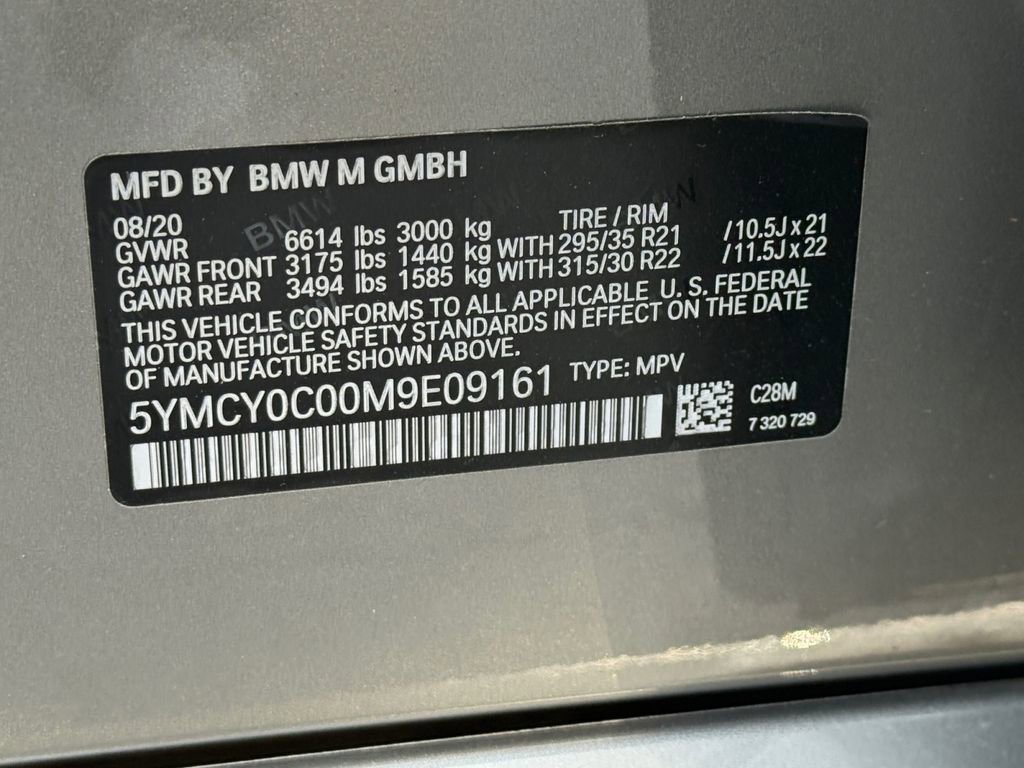 MFD BY BMW M GMBH
08/20 TIRE / RIM
GVWR 6614 lbs 3000 kg
GAWR FRONT 3175 lbs 1440 kg WITH 295/35 R21 /10.5J x 21
GAWR REAR 3494 lbs 1585 kg WITH 315/30 R22 /11.5J x 22
THIS VEHICLE CONFORMS TO ALL APPLICABLE U. S. FEDERAL
MOTOR VEHICLE SAFETY STANDARDS IN EFFECT ON THE DATE
OF MANUFACTURE SHOWN ABOVE.
5YMCY0C00M9E09161 TYPE: MPV
C28M
7 320 729
BMW